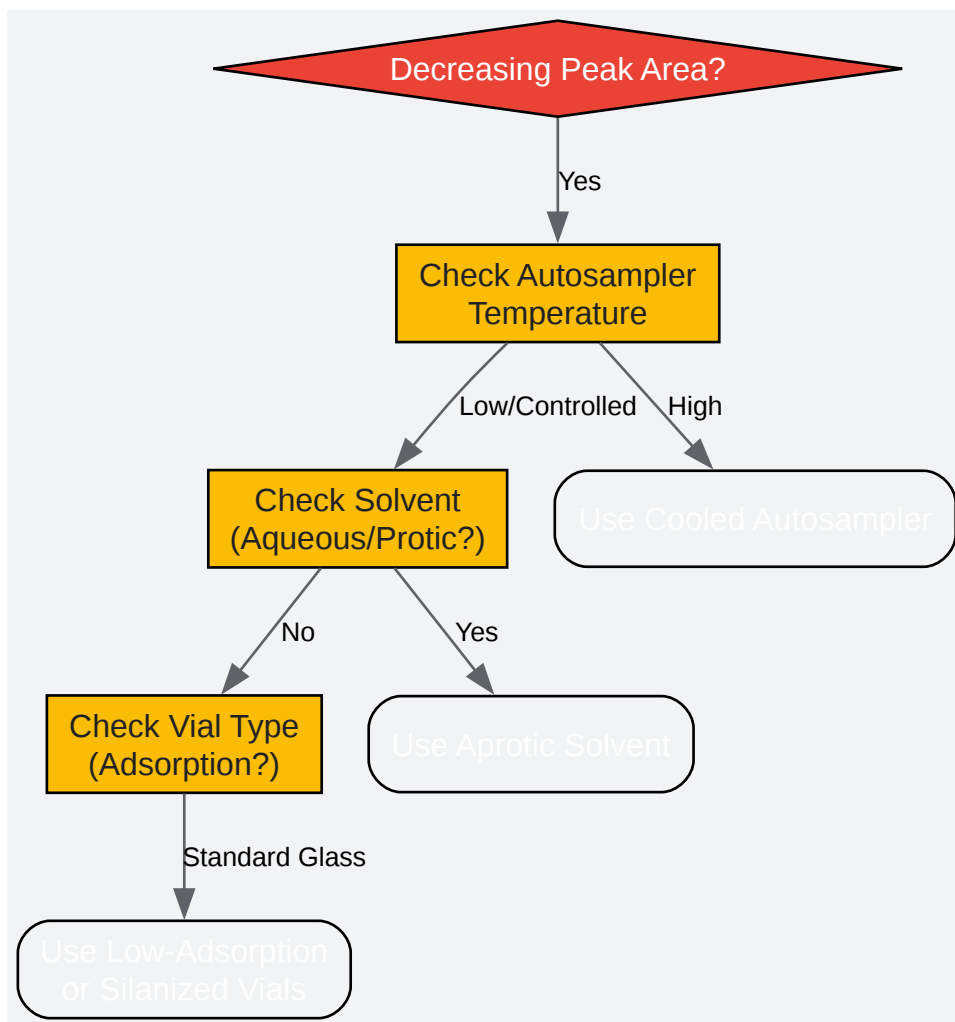 Decreasing Peak Area?
Yes
Check Autosampler
Temperature
Low/Controlled
High
Check Solvent
(Aqueous/Protic?)
Use Cooled Autosampler
No
Yes
Check Vial Type
(Adsorption?)
Use Aprotic Solvent
Standard Glass
Use Low-Adsorption
or Silanized Vials